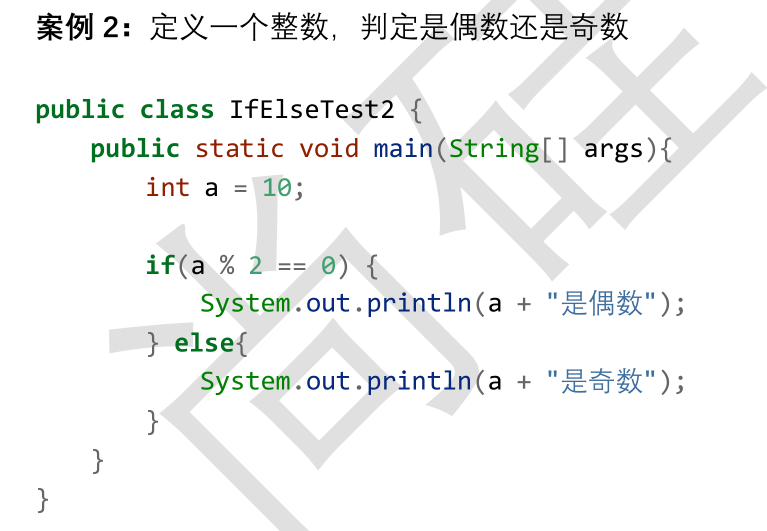 案例 2：定义一个整数，判定是偶数还是奇数
public class IfElseTest2 {
    public static void main(String[] args){
        int a = 10;

        if(a % 2 == 0) {
            System.out.println(a + "是偶数");
        } else{
            System.out.println(a + "是奇数");
        }
    }
}
尚硅